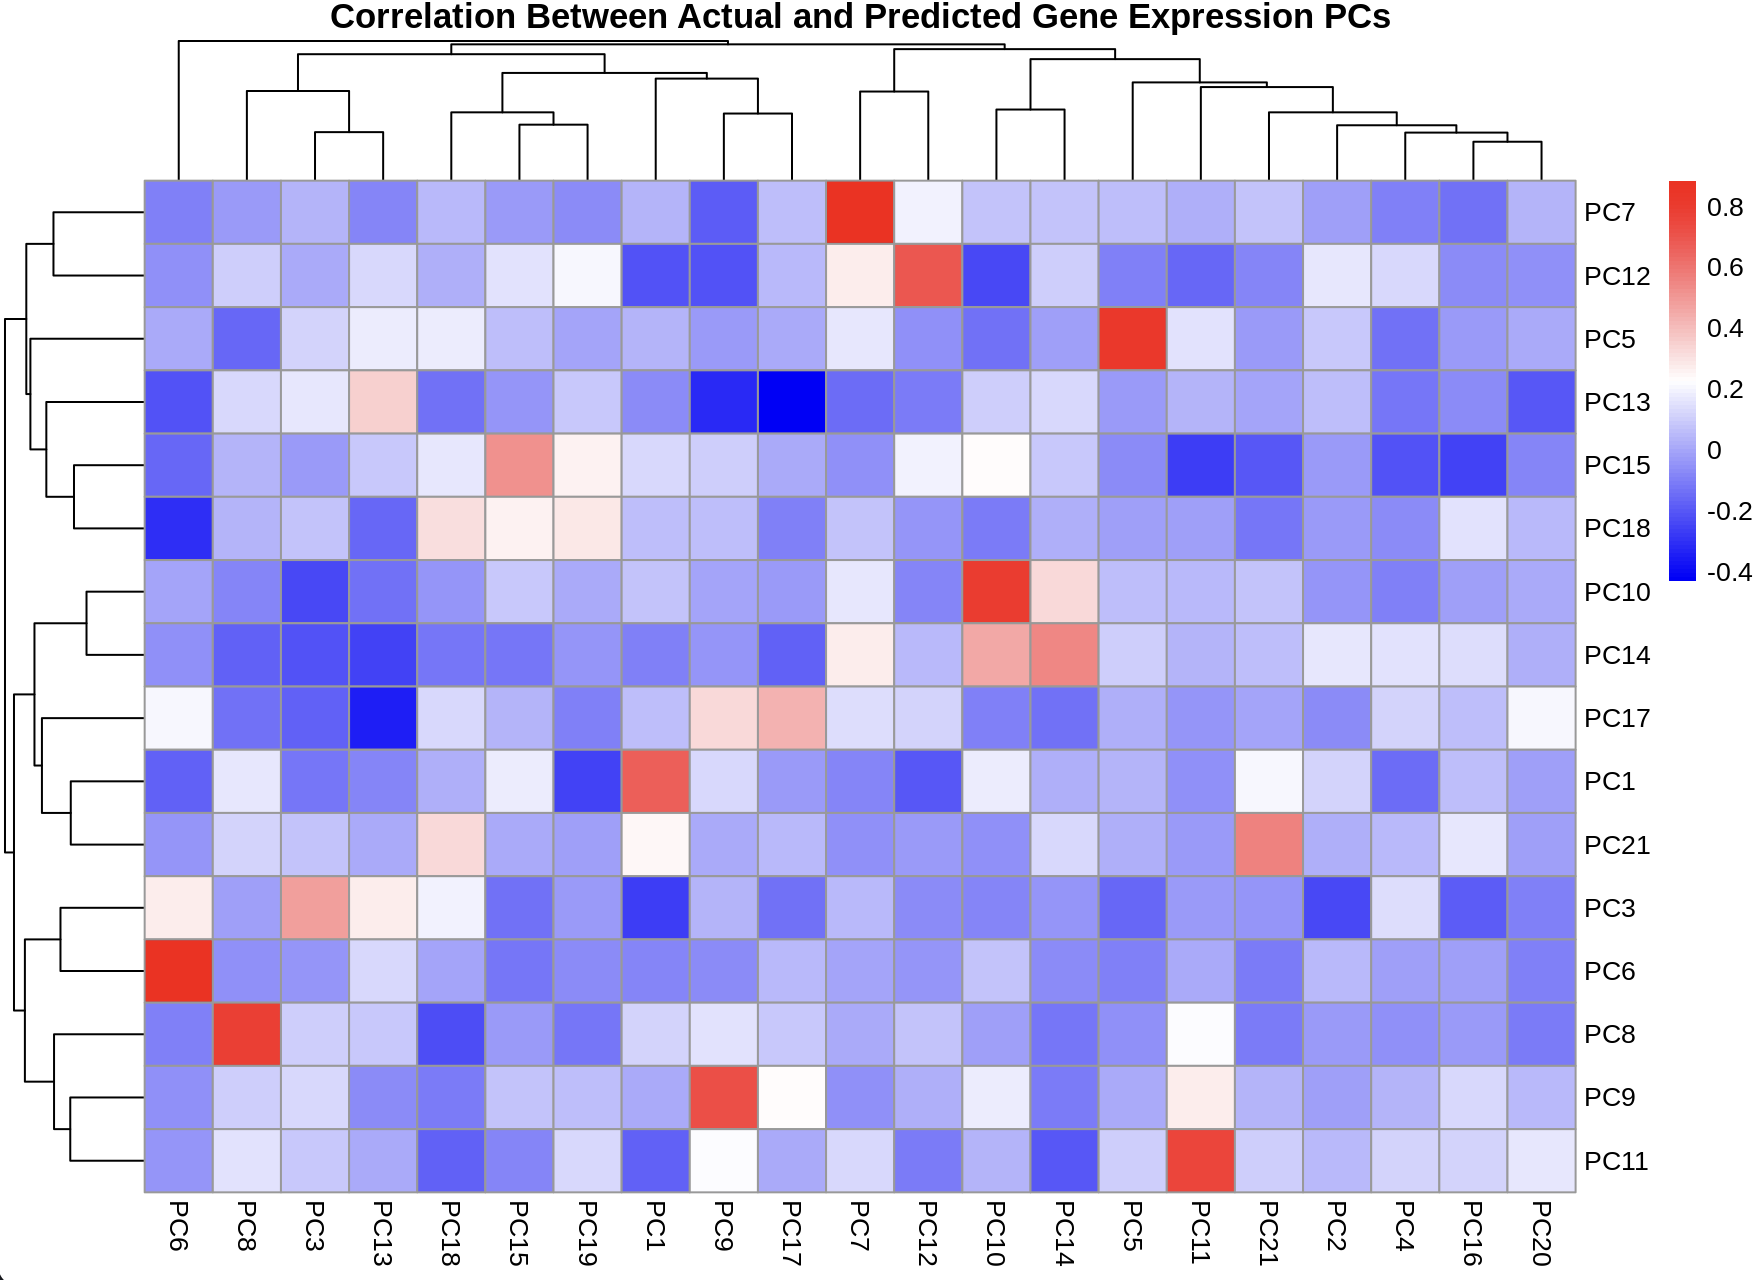 Correlation Between Actual and Predicted Gene Expression PCs
PC7
PC12
PC5
PC13
PC15
PC18
PC10
PC14
PC17
PC1
PC21
PC3
PC6
PC8
PC9
PC11
0.8
0.6
0.4
0.2
0
-0.2
-0.4
PC6
PC8
PC3
PC13
PC18
PC15
PC19
PC1
PC9
PC17
PC7
PC12
PC10
PC14
PC5
PC11
PC21
PC2
PC4
PC16
PC20